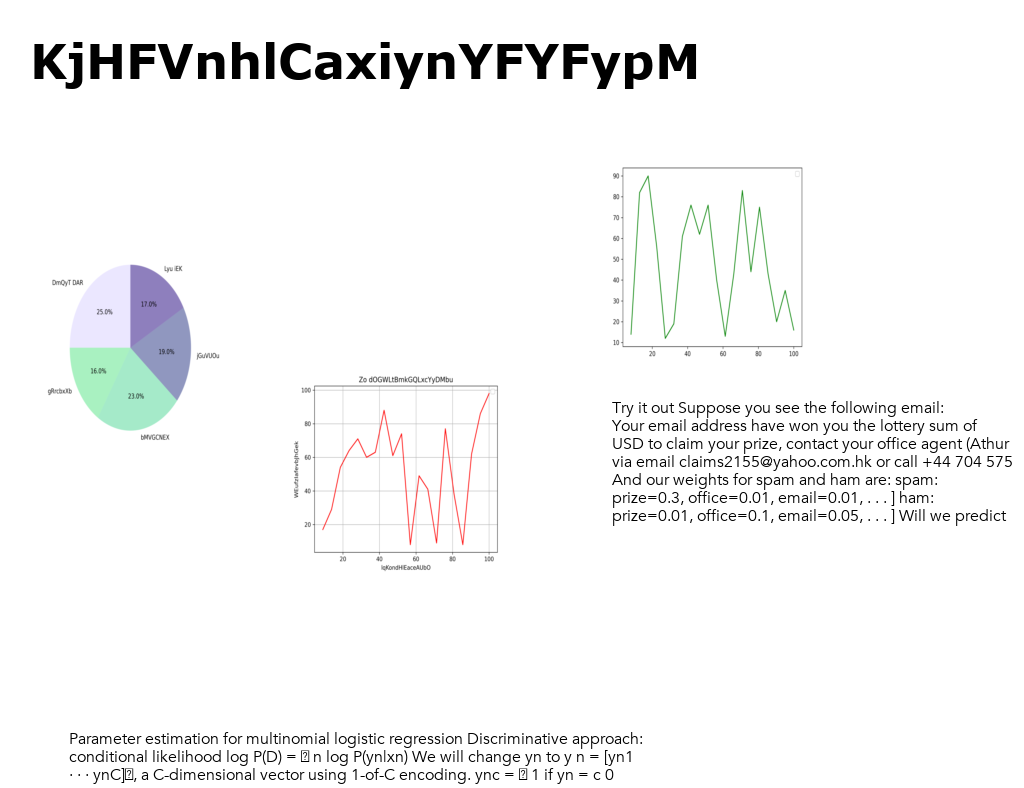 KjHFVnhlCaxiynYFYFypM
90
80
70
60
50
40
30
20
10
20 40 60 80 100
Lyu iEK
DmQyT DAR
17.0%
25.0%
19.0%
jGuVUOu
16.0%
gRrcbxXb
23.0%
bMVGCNEX
Zo dOGWLtBmkGQLxcYyDMbu
100
80
60
40
20
20 40 60 80 100
IqKondHlEaceAUbO
Try it out Suppose you see the following email:
Your email address have won you the lottery sum of
USD to claim your prize, contact your office agent (Athur
via email claims2155@yahoo.com.hk or call +44 704 575
And our weights for spam and ham are: spam:
prize=0.3, office=0.01, email=0.01, . . . ] ham:
prize=0.01, office=0.1, email=0.05, . . . ] Will we predict
Parameter estimation for multinomial logistic regression Discriminative approach:
conditional likelihood log P(D) = n log P(yn|xn) We will change yn to y n = [yn1
· · · ynC] , a C-dimensional vector using 1-of-C encoding. ync = 1 if yn = c 0